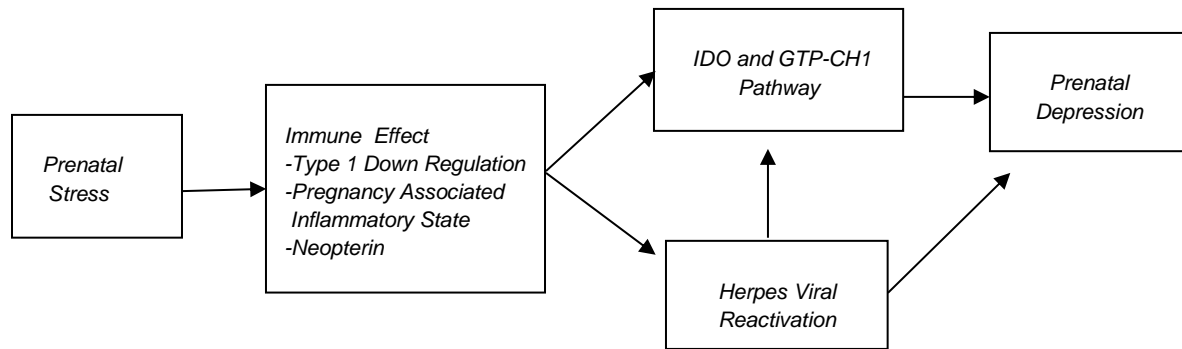 Prenatal
Stress
Immune Effect
-Type 1 Down Regulation
-Pregnancy Associated
Inflammatory State
-Neopterin
IDO and GTP-CH1
Pathway
Herpes Viral
Reactivation
Prenatal
Depression